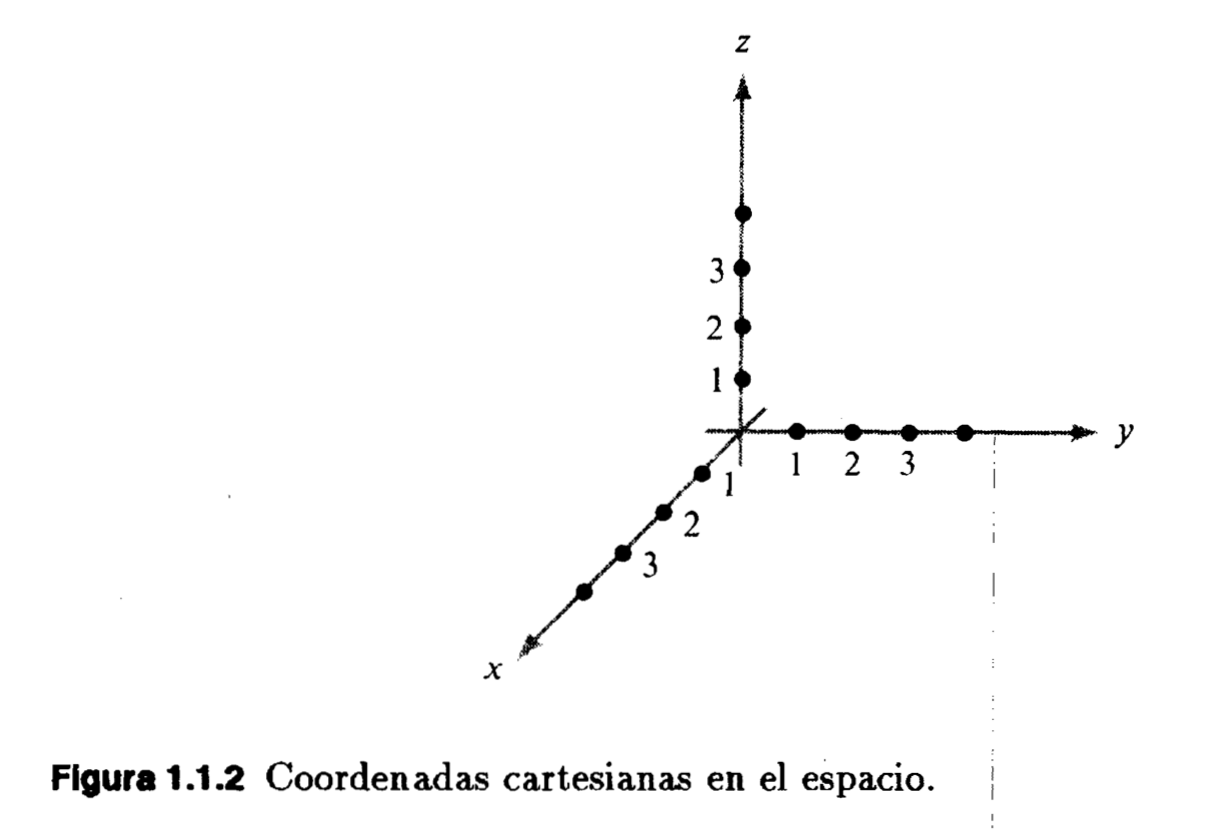 z
3
2
1
y
1 2 3
1
2
3
x
Figura 1.1.2 Coordenadas cartesianas en el espacio.